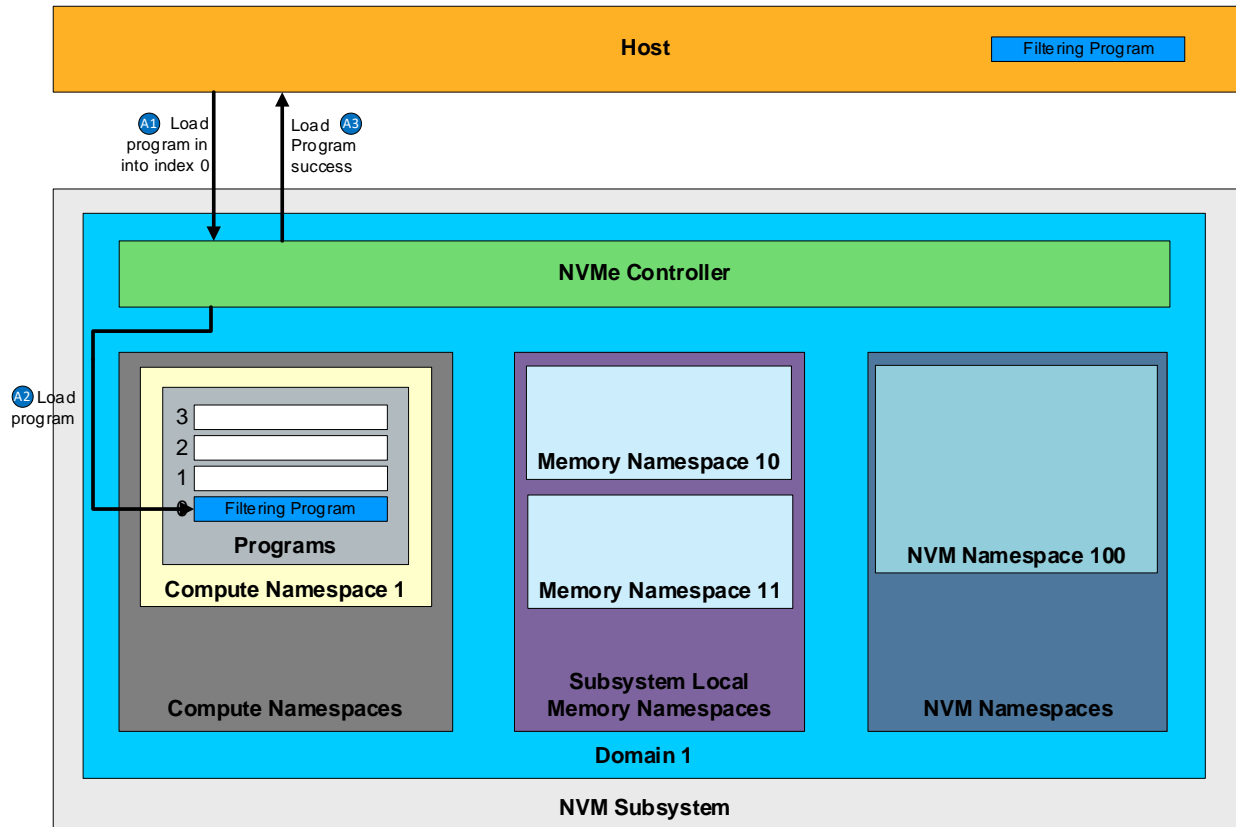 Host
Filtering Program
A1 Load
program in
into index 0
Load A3
Program
success
NVMe Controller
A2 Load
program
3
2
1
0 Filtering Program
Programs
Compute Namespace 1
Compute Namespaces
Memory Namespace 10
Memory Namespace 11
Subsystem Local
Memory Namespaces
NVM Namespace 100
NVM Namespaces
Domain 1
NVM Subsystem